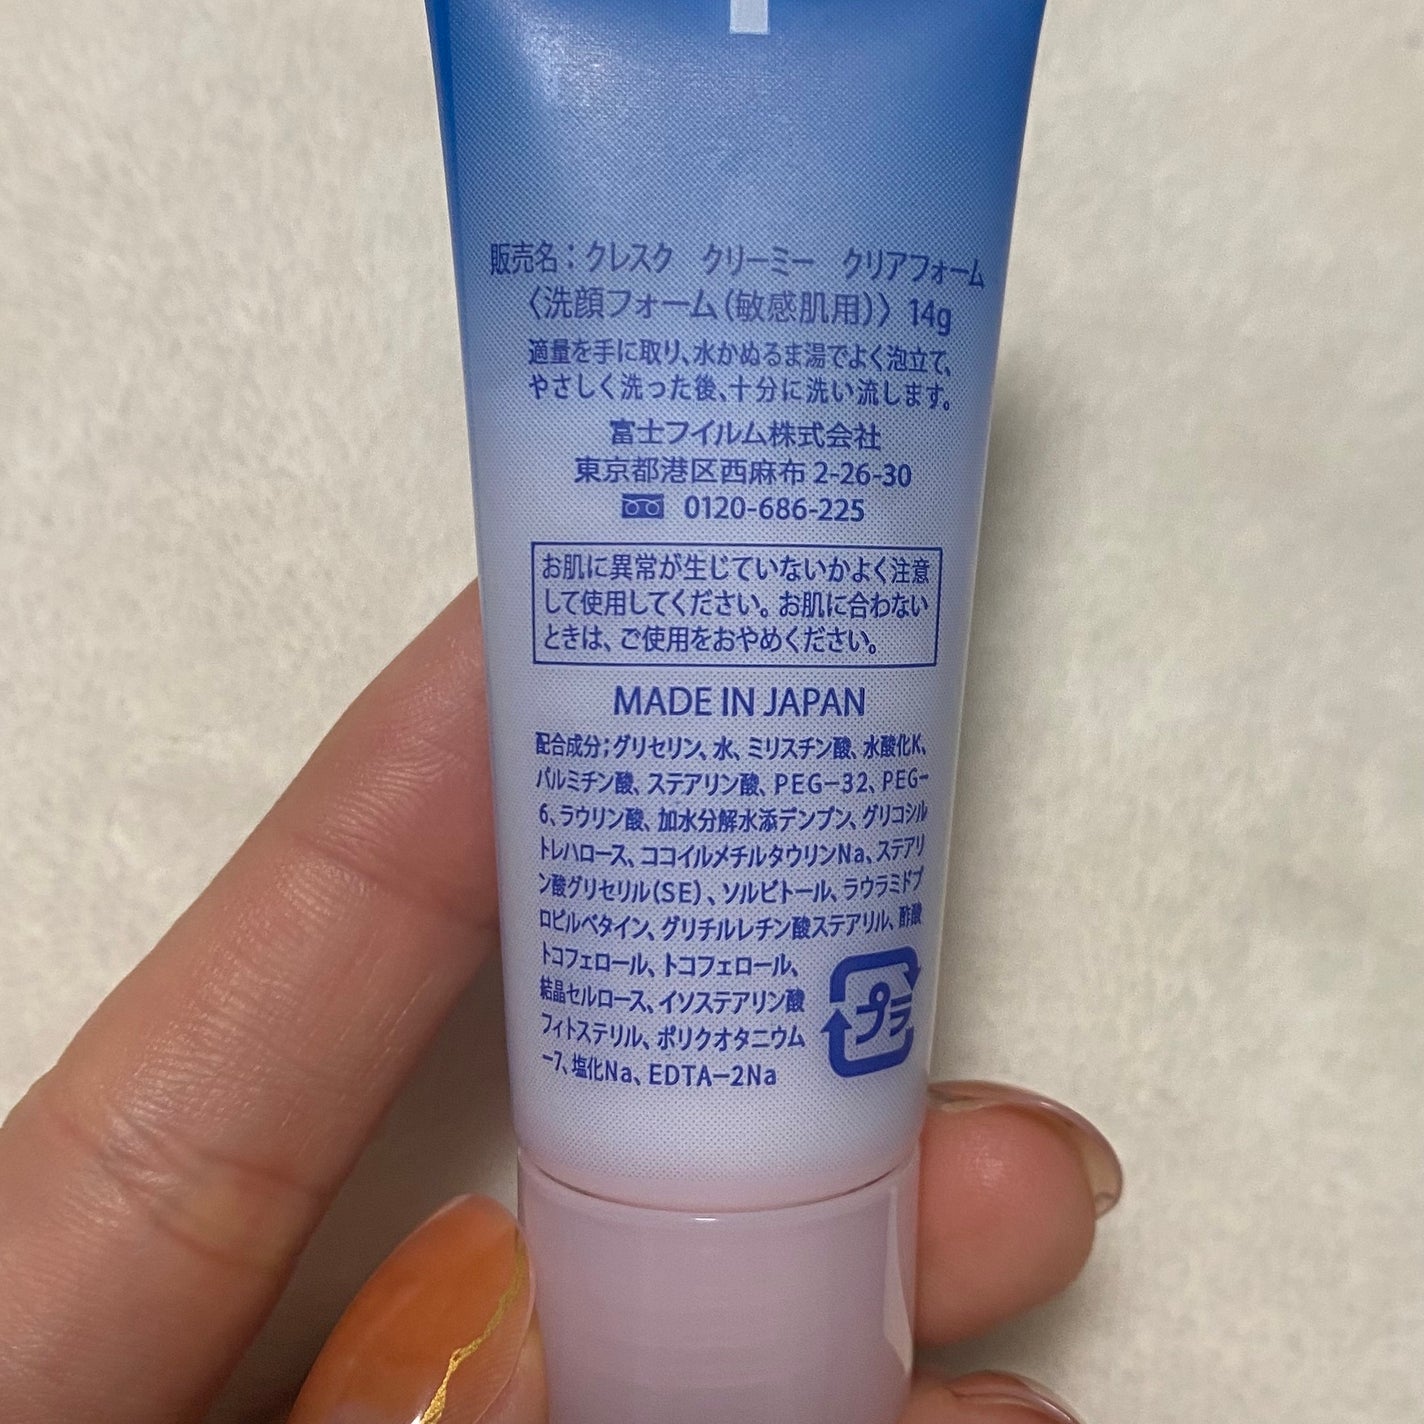 販売名：クレスク　クリーミー　クリアフォーム
〈洗顔フォーム（敏感肌用）〉14g
適量を手に取り、水かぬるま湯でよく泡立て、
やさしく洗った後、十分に洗い流します。
富士フイルム株式会社
東京都港区西麻布 2-26-30
0120-686-225
お肌に異常が生じていないかよく注意
して使用してください。お肌に合わない
ときは、ご使用をおやめください。
MADE IN JAPAN
配合成分；グリセリン、水、ミリスチン酸、水酸化K、
パルミチン酸、ステアリン酸、PEG−32、PEG−
6、ラウリン酸、加水分解水添デンプン、グリコシル
トレハロース、ココイルメチルタウリンNa、ステアリ
ン酸グリセリル（SE）、ソルビトール、ラウラミドプ
ロピルベタイン、グリチルレチン酸ステアリル、酢酸
トコフェロール、トコフェロール、
結晶セルロース、イソステアリン酸
フィトステリル、ポリクオタニウム
−7、塩化Na、EDTA−2Na
プラ